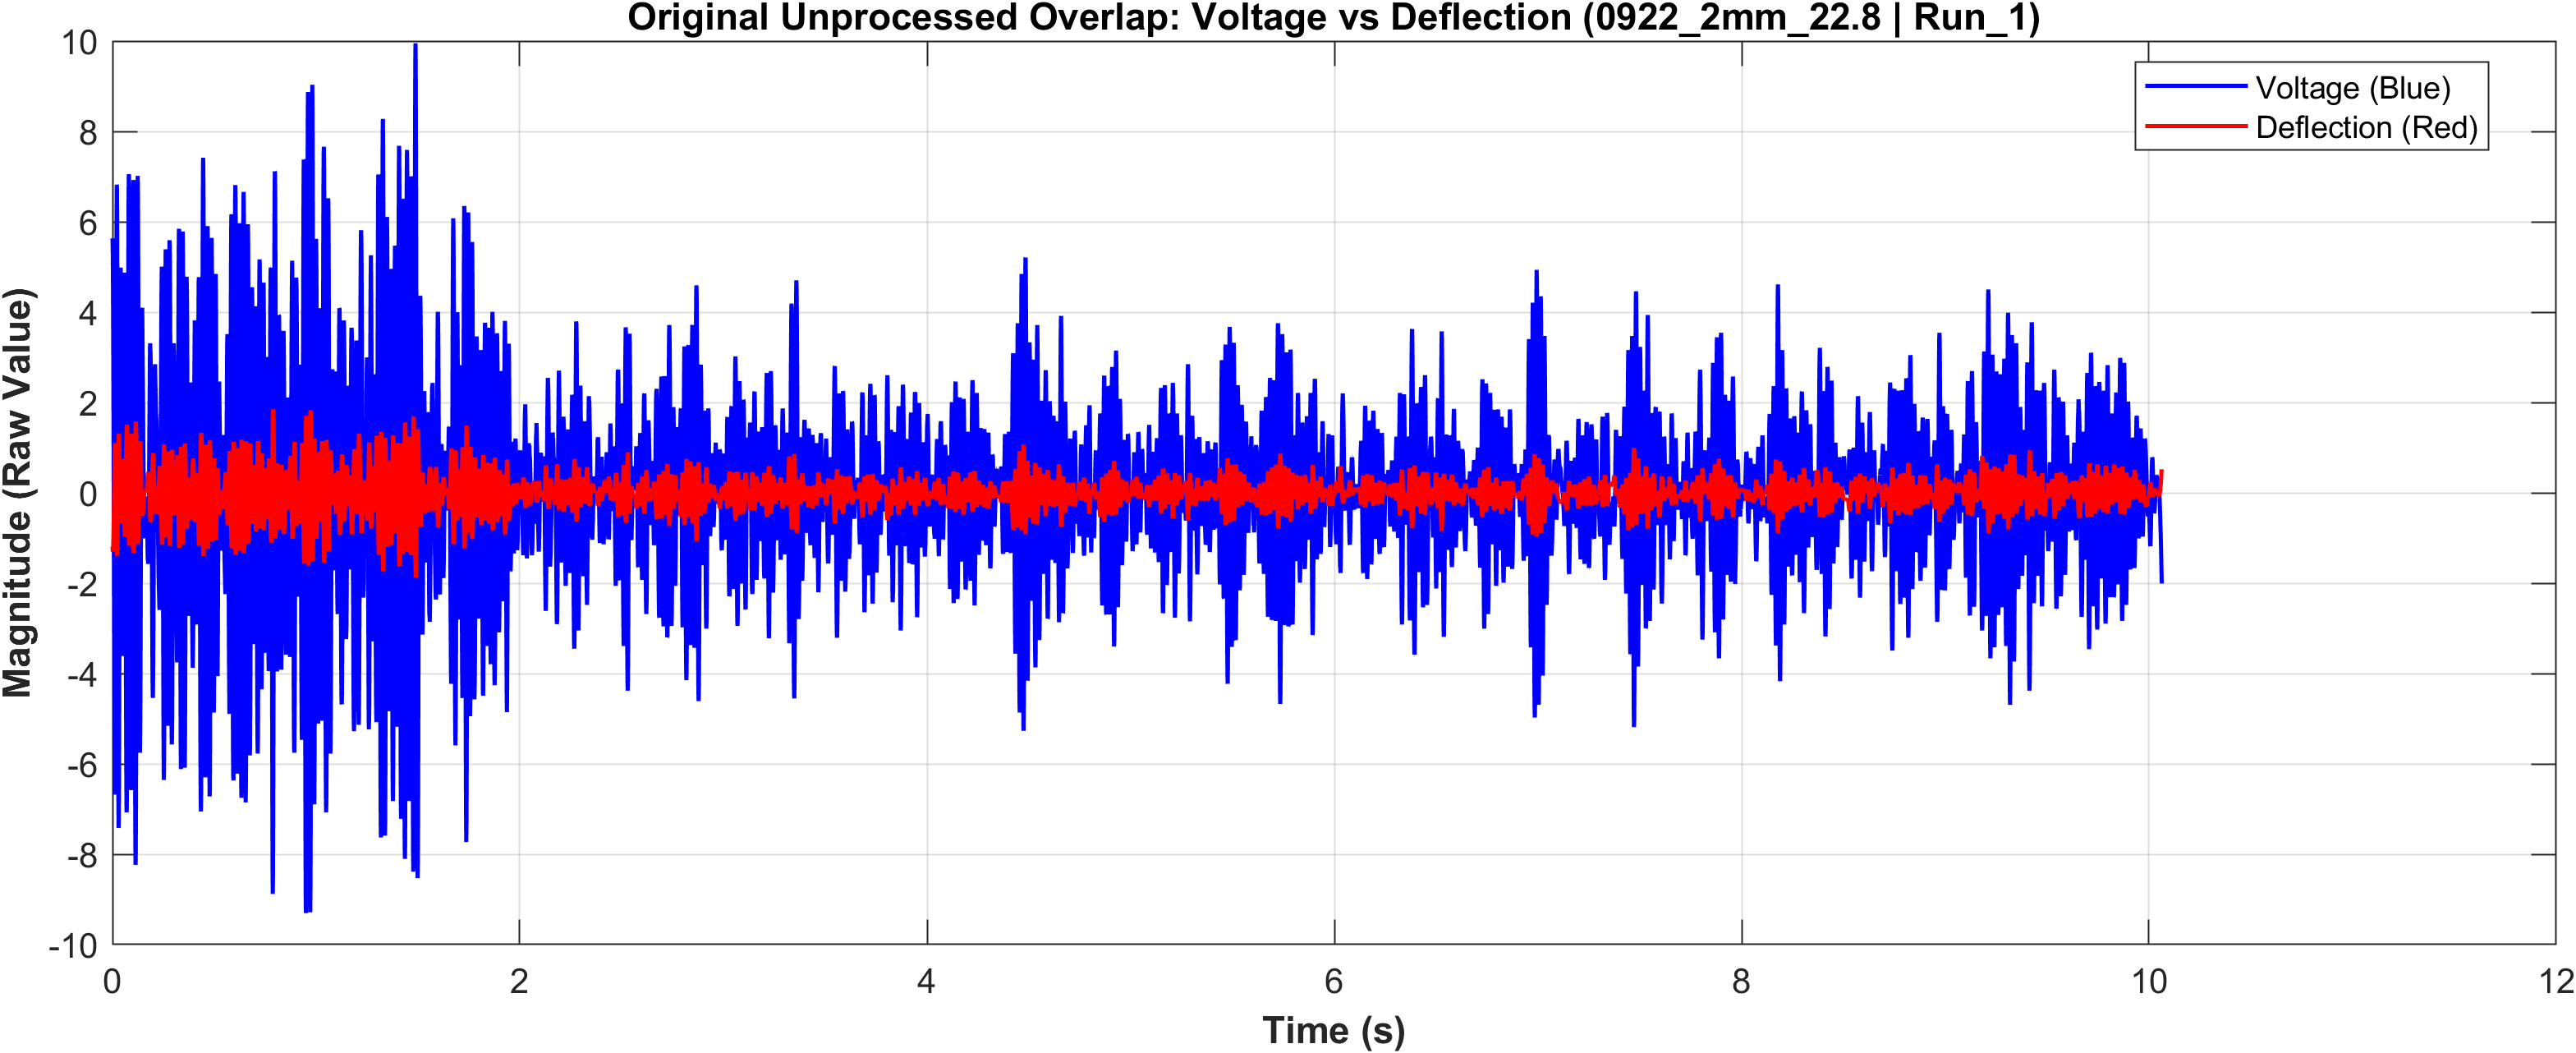 Original Unprocessed Overlap: Voltage vs Deflection (0922_2mm_22.8 | Run_1)
Voltage (Blue)
Deflection (Red)
Magnitude (Raw Value)
10
8
6
4
2
0
-2
-4
-6
-8
-10
0 2 4 6 8 10 12
Time (s)